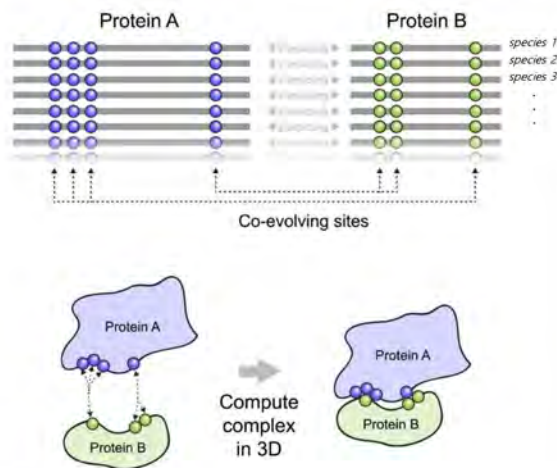 Protein A
Protein B
species 1
species 2
species 3
.
.
.
Co-evolving sites
Protein A
Protein B
Compute
complex
in 3D
Protein A
Protein B